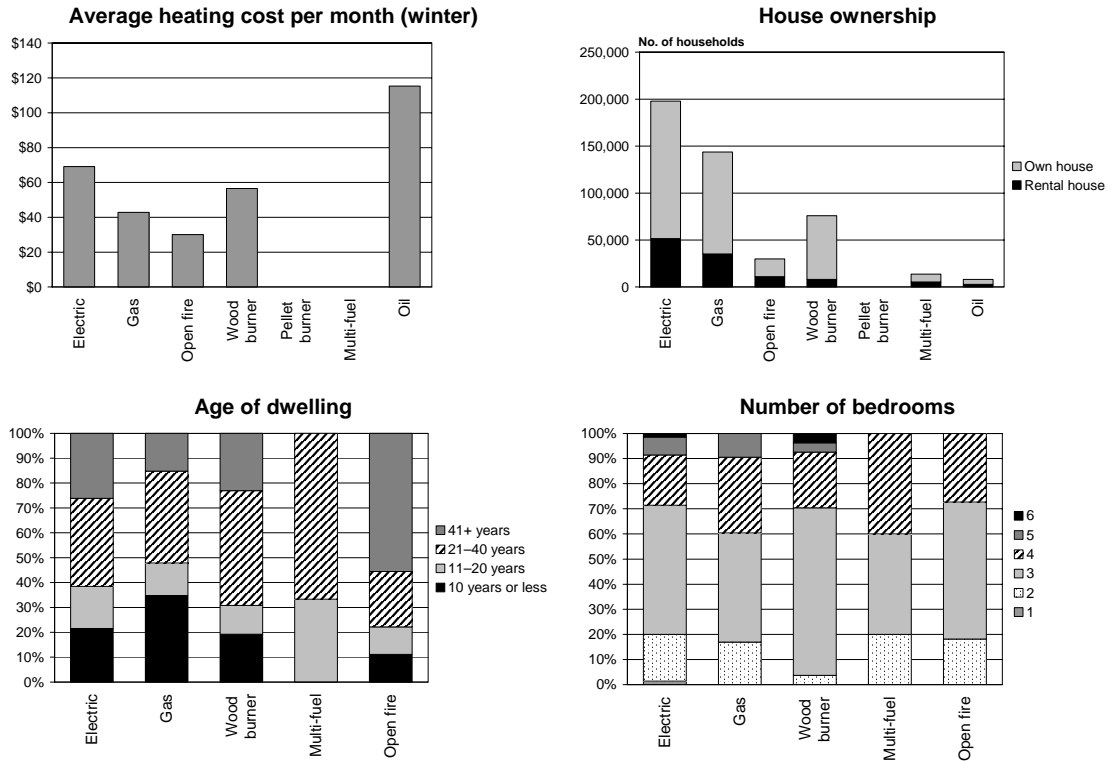 Average heating cost per month (winter)
$140
$120
$100
$80
$60
$40
$20
$0
Electric
Gas
Open fire
Wood
burner
Pellet
burner
Multi-fuel
Oil
House ownership
No. of households
250,000
200,000
150,000
100,000
50,000
0
Electric
Gas
Open fire
Wood
burner
Pellet
burner
Multi-fuel
Oil
Own house
Rental house
Age of dwelling
100%
90%
80%
70%
60%
50%
40%
30%
20%
10%
0%
Electric
Gas
Wood
burner
Multi-fuel
Open fire
41+ years
21–40 years
11–20 years
10 years or less
Number of bedrooms
100%
90%
80%
70%
60%
50%
40%
30%
20%
10%
0%
Electric
Gas
Wood
burner
Multi-fuel
Open fire
6
5
4
3
2
1